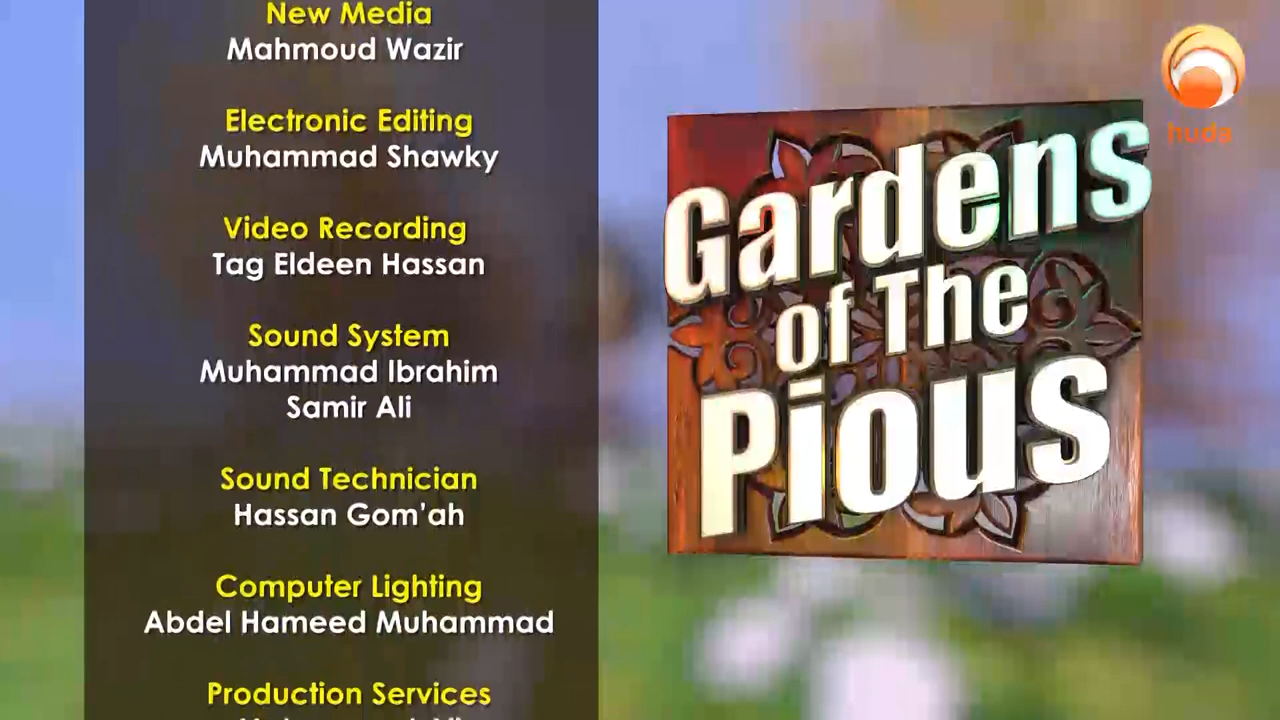 New Media
Mahmoud Wazir
Electronic Editing
Muhammad Shawky
Video Recording
Tag Eldeen Hassan
Sound System
Muhammad Ibrahim
Samir Ali
Sound Technician
Hassan Gom'ah
Computer Lighting
Abdel Hameed Muhammad
Production Services
Gardens
of The
Pious
huda